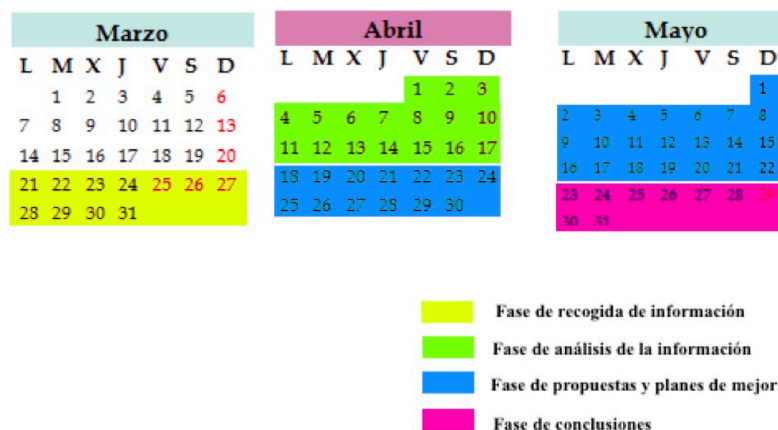 Marzo
L M X J V S D
1 2 3 4 5 6
7 8 9 10 11 12 13
14 15 16 17 18 19 20
21 22 23 24 25 26 27
28 29 30 31
Abril
L M X J V S D
1 2 3
4 5 6 7 8 9 10
11 12 13 14 15 16 17
18 19 20 21 22 23 24
25 26 27 28 29 30
Mayo
L M X J V S D
1
2 3 4 5 6 7 8
9 10 11 12 13 14 15
16 17 18 19 20 21 22
23 24 25 26 27 28 29
30 31
Fase de recogida de información
Fase de análisis de la información
Fase de propuestas y planes de mejor
Fase de conclusiones